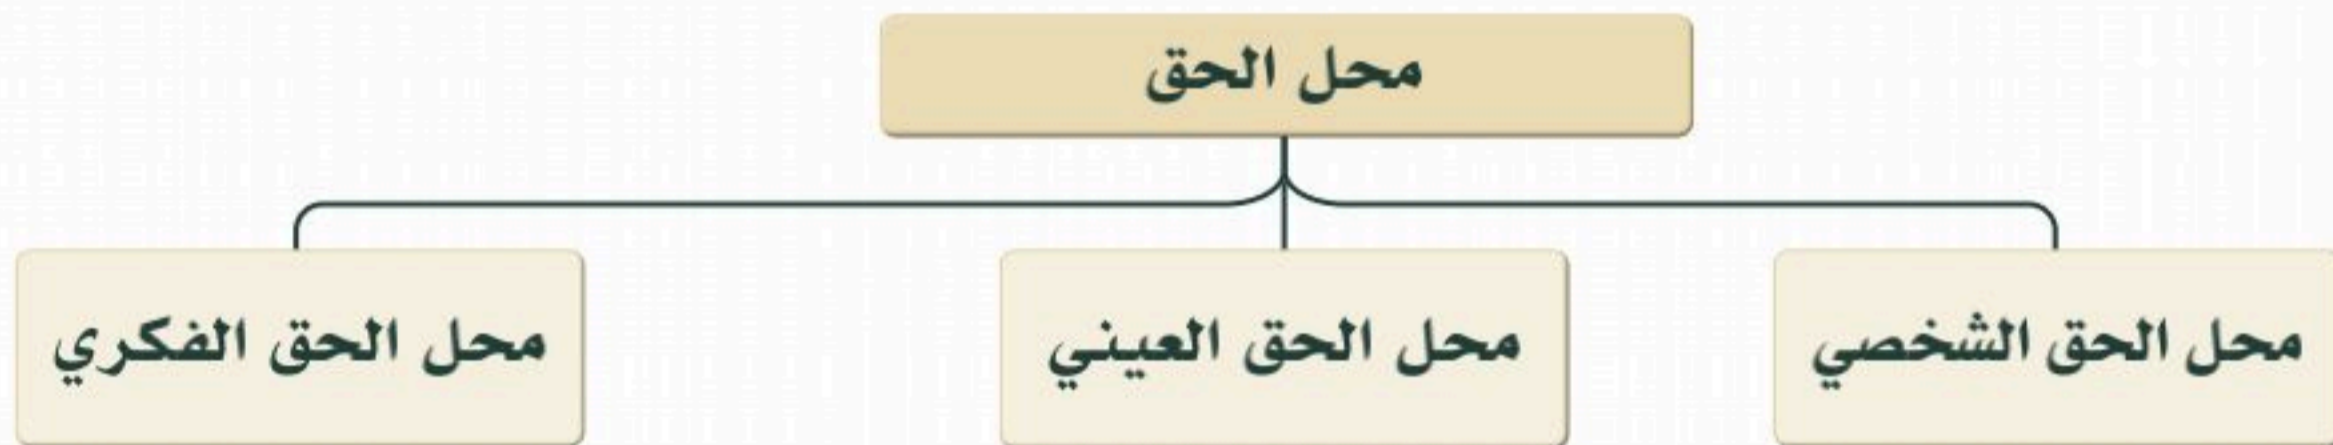 محل الحق
محل الحق الشخصي
محل الحق العيني
محل الحق الفكري